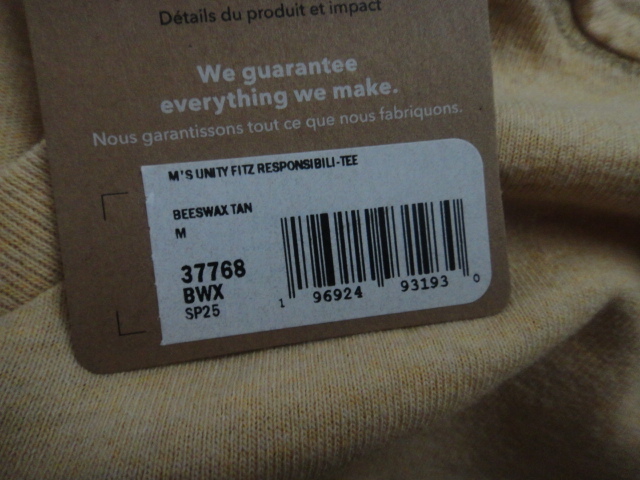 Détails du produit et impact
We guarantee
everything we make.
Nous garantissons tout ce que nous fabriquons.
M'S UNITY FITZ RESPONSIBILI-TEE
BEESWAX TAN
M
37768
BWX
SP25
1 96924 93193 0